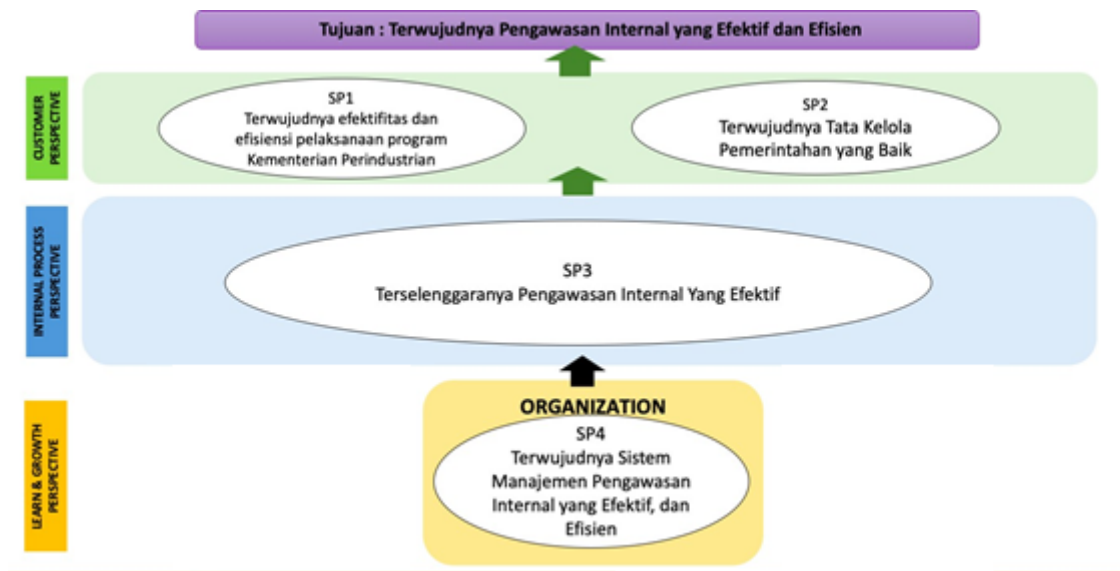 Tujuan : Terwujudnya Pengawasan Internal yang Efektif dan Efisien
CUSTOMER
PERSPECTIVE
SP1
Terwujudnya efektifitas dan
efisiensi pelaksanaan program
Kementerian Perindustrian
SP2
Terwujudnya Tata Kelola
Pemerintahan yang Baik
INTERNAL PROCESS
PERSPECTIVE
SP3
Terselenggaranya Pengawasan Internal Yang Efektif
LEARN & GROWTH
PERSPECTIVE
ORGANIZATION
SP4
Terwujudnya Sistem
Manajemen Pengawasan
Internal yang Efektif, dan
Efisien